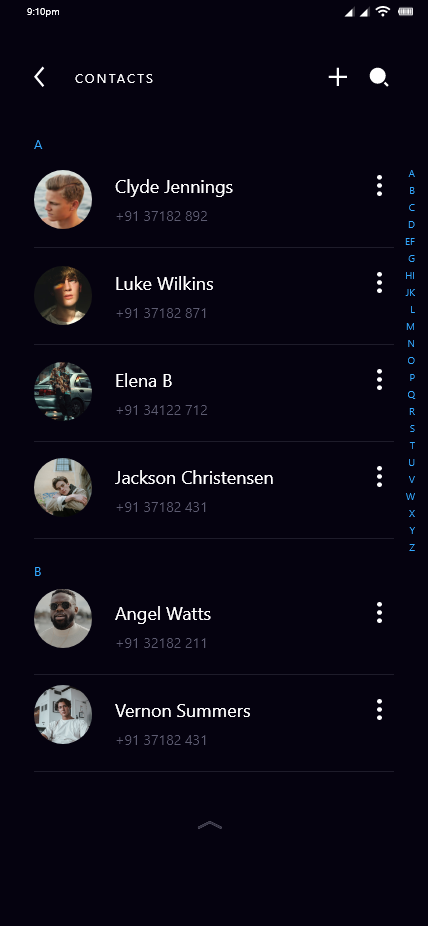 9:10pm
CONTACTS
A
Clyde Jennings
+91 37182 892
Luke Wilkins
+91 37182 871
Elena B
+91 34122 712
Jackson Christensen
+91 37182 431
B
Angel Watts
+91 32182 211
Vernon Summers
+91 37182 431
A
B
C
D
EF
G
HI
JK
L
M
N
O
P
Q
R
S
T
U
V
W
X
Y
Z